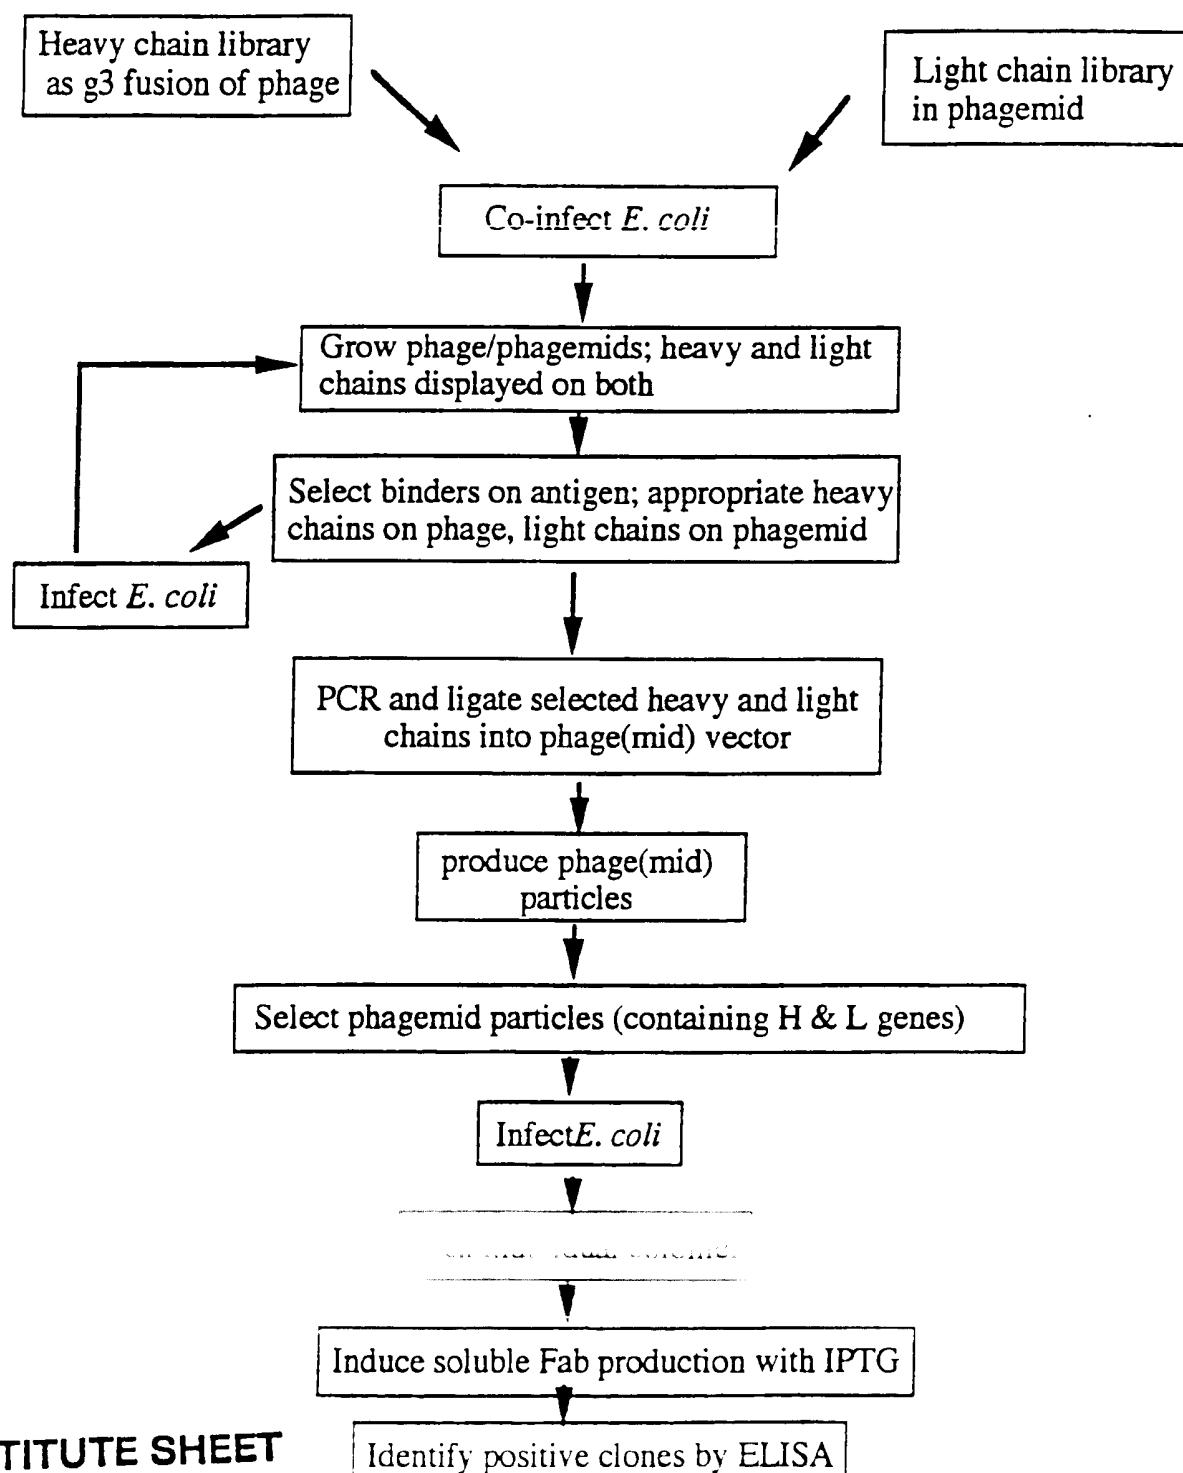 Heavy chain library
as g3 fusion of phage
Light chain library
in phagemid
Co-infect E. coli
Grow phage/phagemids; heavy and light
chains displayed on both
Select binders on antigen; appropriate heavy
chains on phage, light chains on phagemid
Infect E. coli
PCR and ligate selected heavy and light
chains into phage(mid) vector
produce phage(mid)
particles
Select phagemid particles (containing H & L genes)
InfectE. coli
Induce soluble Fab production with IPTG
Identify positive clones by ELISA
TITUTE SHEET